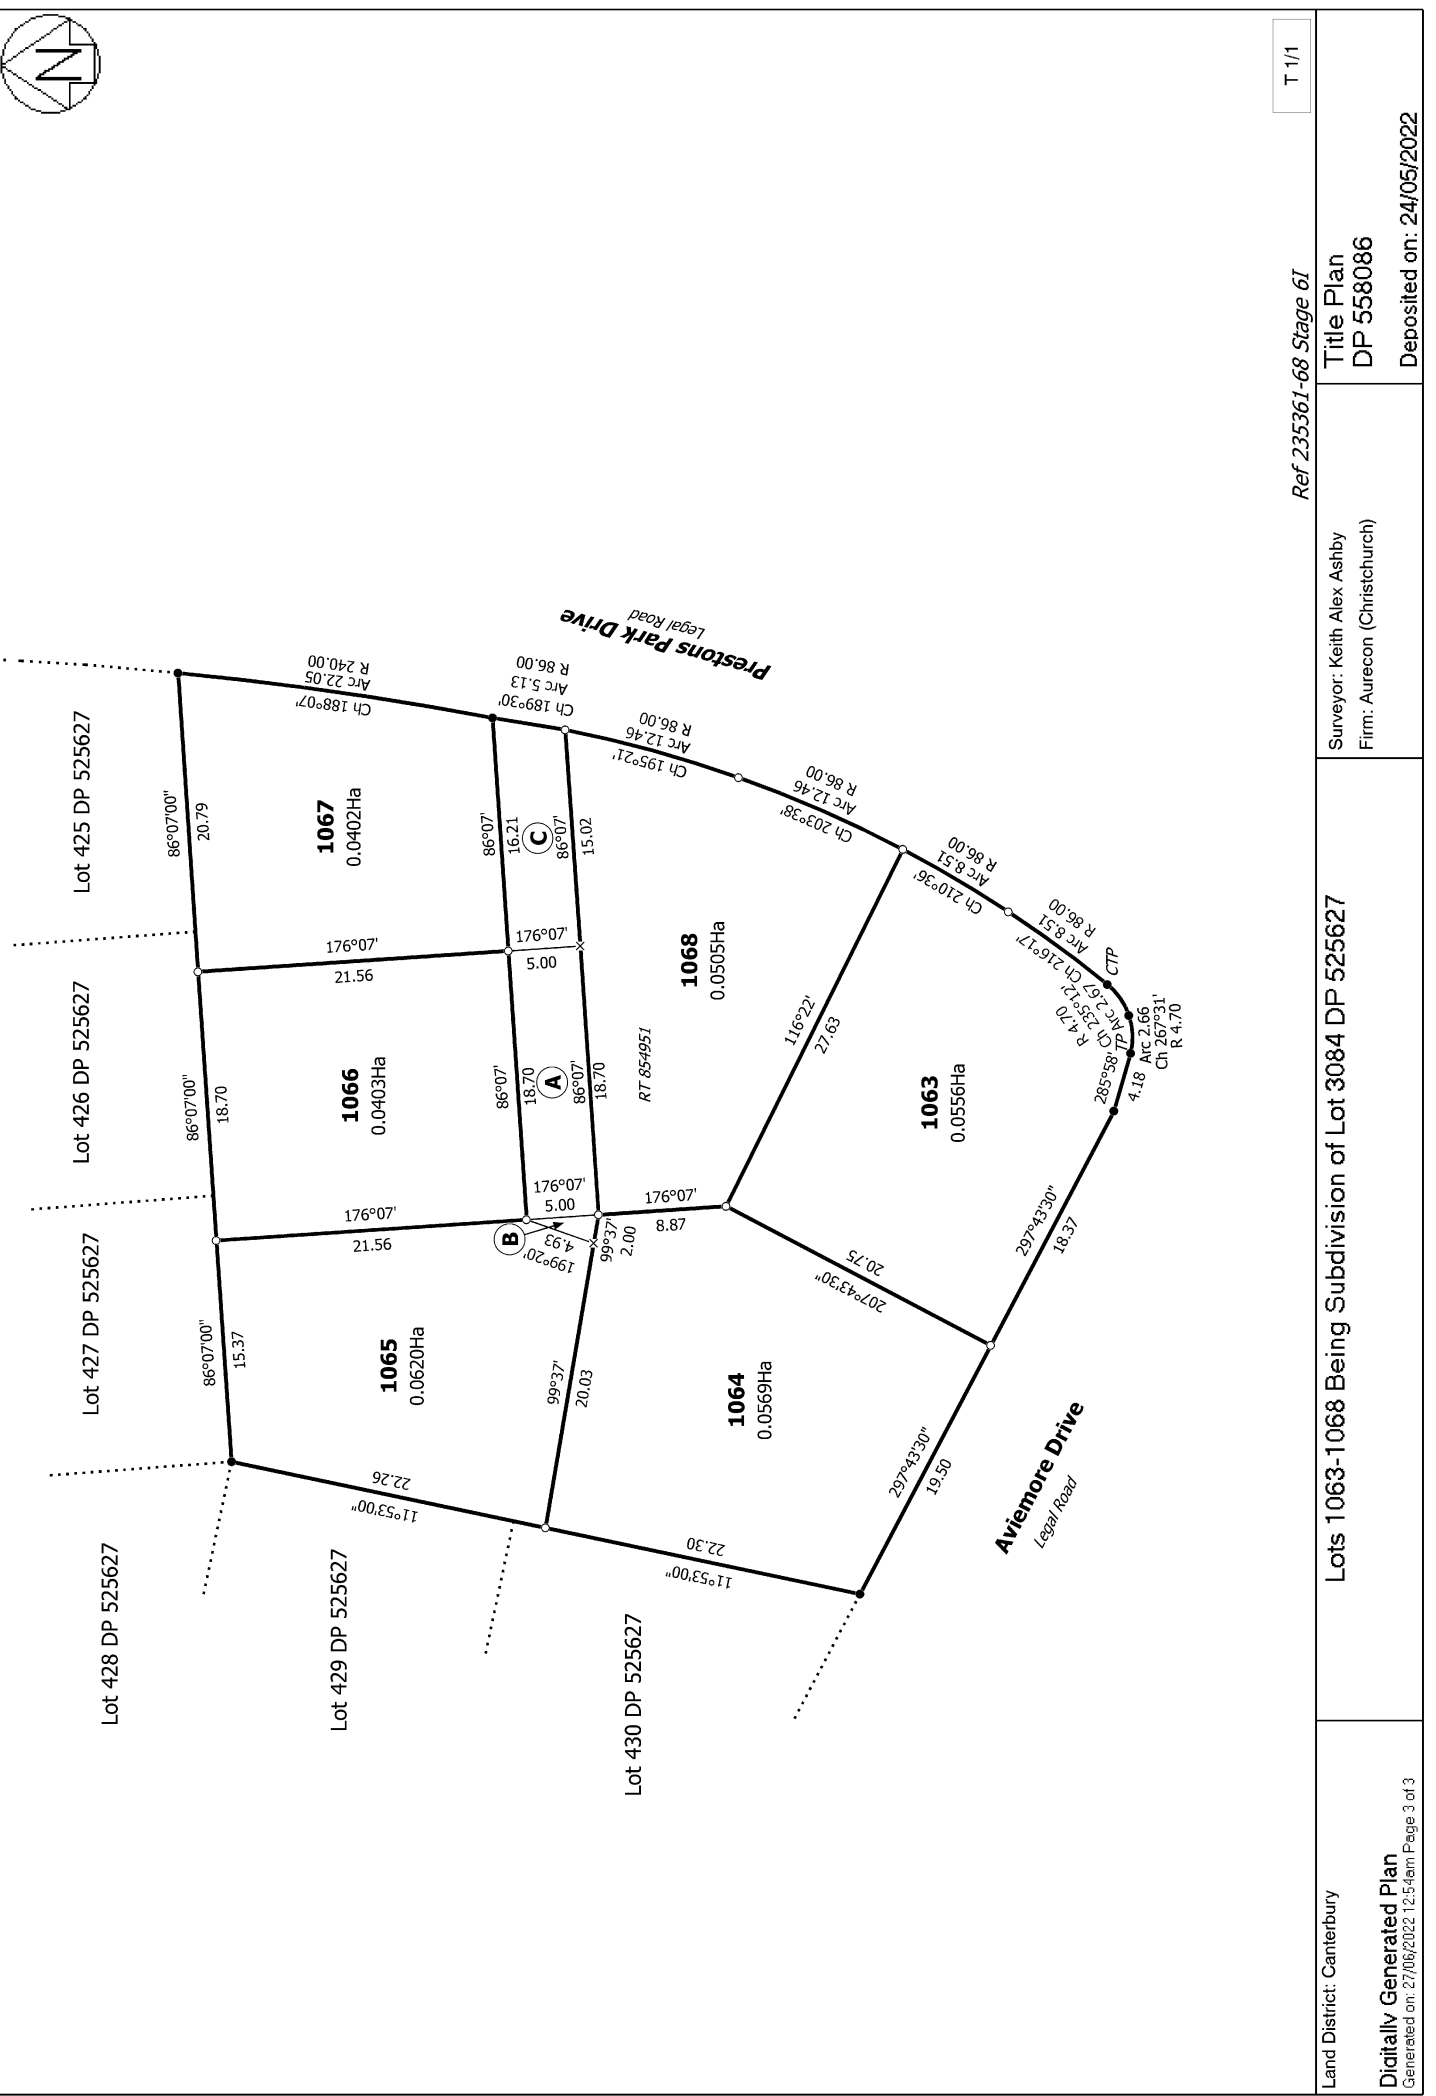 N
T 1/1
Lot 425 DP 525627
Lot 426 DP 525627
Lot 427 DP 525627
Lot 428 DP 525627
Lot 429 DP 525627
Lot 430 DP 525627
86°07'00"
15.37
86°07'00"
18.70
86°07'00"
20.79
11°53'00"
22.26
1065
0.0620Ha
176°07'
21.56
1066
0.0403Ha
176°07'
21.56
1067
0.0402Ha
Ch 188°07'
Arc 22.05
R 240.00
B
199°20'
4.93
176°07'
5.00
86°07'
18.70
A
86°07'
18.70
176°07'
5.00
86°07'
16.21
C
86°07'
15.02
Ch 189°30'
Arc 5.13
R 86.00
Prestons Park Drive
Legal Road
99°37'
20.03
99°37'
2.00
176°07'
8.87
RT 854951
1068
0.0505Ha
Ch 195°21'
Arc 12.46
R 86.00
Ch 203°38'
Arc 12.46
R 86.00
11°53'00"
22.30
1064
0.0569Ha
207°43'30"
20.75
116°22'
27.63
1063
0.0556Ha
Ch 210°36'
Arc 8.51
R 86.00
Ch 216°17'
Arc 8.51
R 86.00
CTP
R 4.70
Ch 235°12'
Arc 2.67
TP
Arc 2.66
Ch 267°31'
R 4.70
285°58'
4.18
297°43'30"
18.37
297°43'30"
19.50
Aviemore Drive
Legal Road
Ref 235361-68 Stage 6I
Land District: Canterbury
Digitally Generated Plan
Generated on: 27/06/2022 12:54am Page 3 of 3
Lots 1063-1068 Being Subdivision of Lot 3084 DP 525627
Surveyor: Keith Alex Ashby
Firm: Aurecon (Christchurch)
Title Plan
DP 558086
Deposited on: 24/05/2022